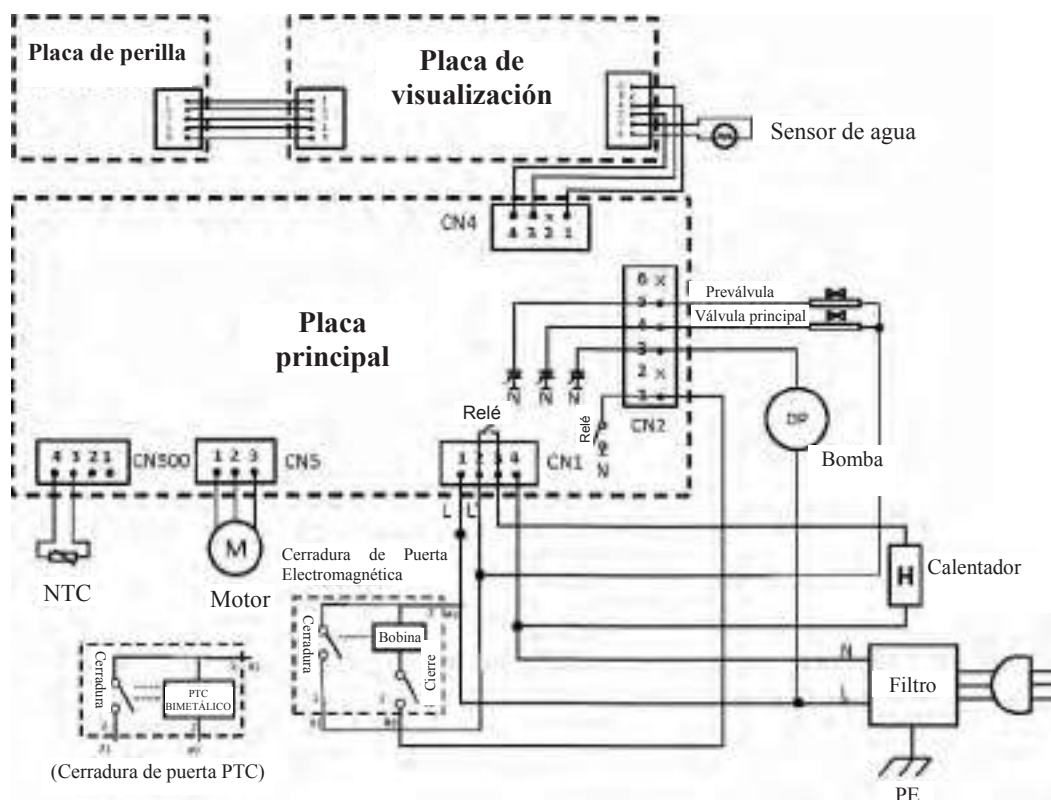 Placa de perilla
Placa de
visualización
Sensor de agua
CN4
4 3 2 1
6 x
5
4
3
2 x
1
CN2
Preválvula
Válvula principal
Placa
principal
N N N
Relé
Relé
N
DP
Bomba
4 3 2 1
CN300
1 2 3
CN5
1 2 3 4
CN1
L L'
NTC
M
Motor
Cerradura de Puerta
Electromagnética
Cerradura
Bobina
Cierre
H
Calentador
N
L
Filtro
PE
Cerradura
PTC
BIMETÁLICO
(Cerradura de puerta PTC)